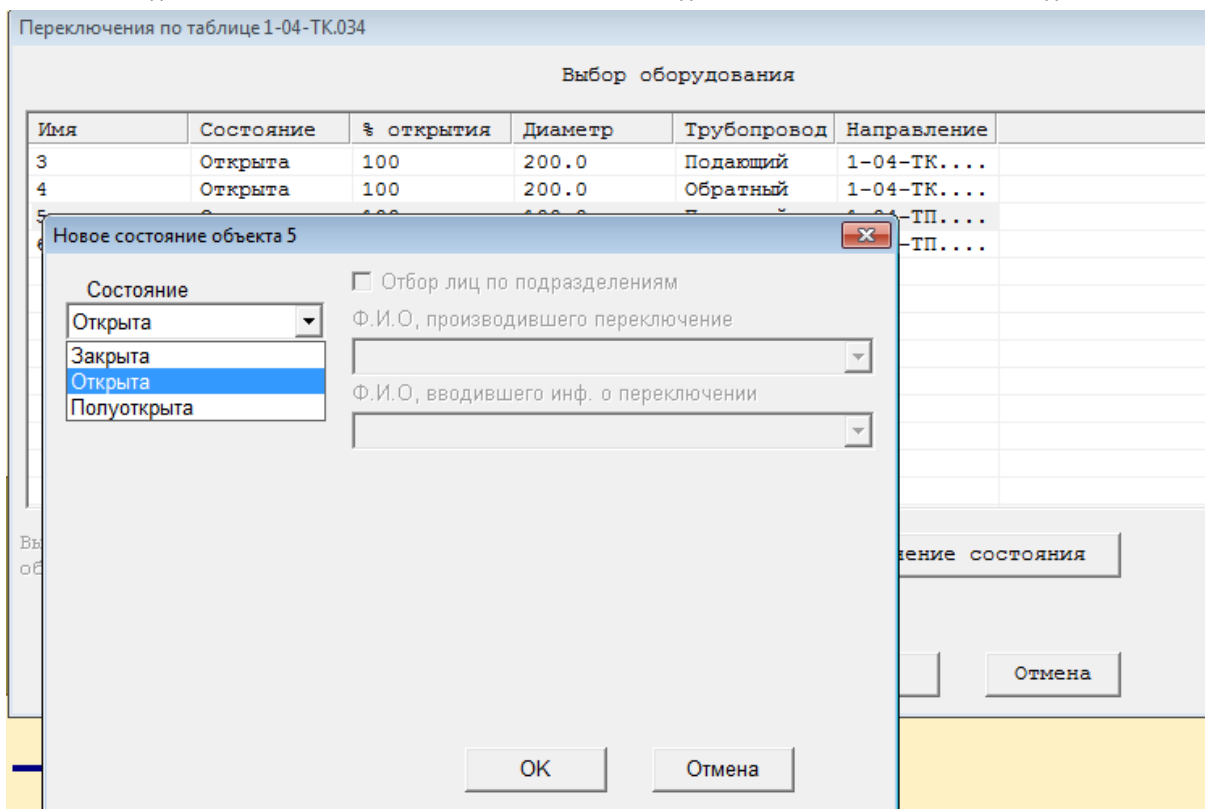 Переключения по таблице 1-04-ТК.034
Выбор оборудования
Имя Состояние % открытия Диаметр Трубопровод Направление
3 Открыта 100 200.0 Подающий 1-04-ТК....
4 Открыта 100 200.0 Обратный 1-04-ТК....
5 -ТП....
-ТП....
Новое состояние объекта 5
Состояние
Открыта
Закрыта
Открыта
Полуоткрыта
Отбор лиц по подразделениям
Ф.И.О, производившего переключение
Ф.И.О, вводившего инф. о переключении
состояния
Отмена
OK Отмена